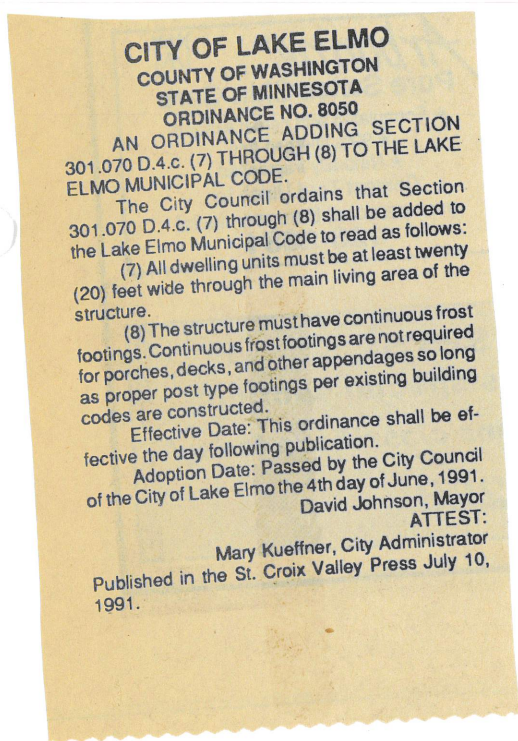 CITY OF LAKE ELMO
COUNTY OF WASHINGTON
STATE OF MINNESOTA
ORDINANCE NO. 8050
AN ORDINANCE ADDING SECTION
301.070 D.4.c. (7) THROUGH (8) TO THE LAKE
ELMO MUNICIPAL CODE.
The City Council ordains that Section
301.070 D.4.c. (7) through (8) shall be added to
the Lake Elmo Municipal Code to read as follows:
(7) All dwelling units must be at least twenty
(20) feet wide through the main living area of the
structure.
(8) The structure must have continuous frost
footings. Continuous frost footings are not required
for porches, decks, and other appendages so long
as proper post type footings per existing building
codes are constructed.
Effective Date: This ordinance shall be ef-
fective the day following publication.
Adoption Date: Passed by the City Council
of the City of Lake Elmo the 4th day of June, 1991.
David Johnson, Mayor
ATTEST:
Mary Kueffner, City Administrator
Published in the St. Croix Valley Press July 10,
1991.